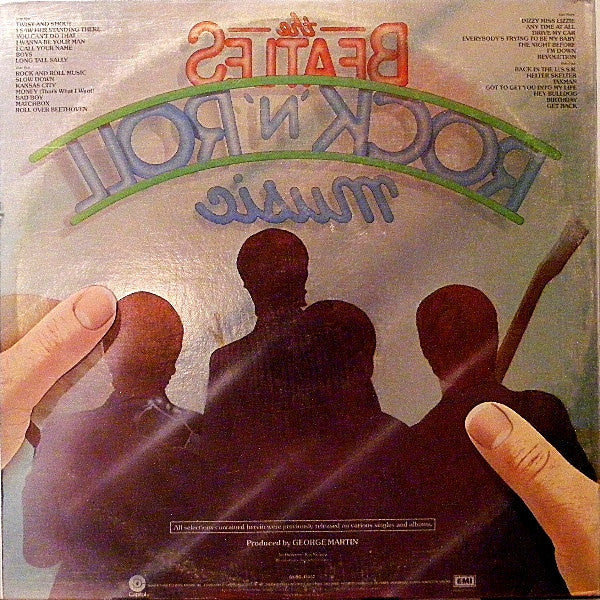 TWIST AND SHOUT
I SAW HER STANDING THERE
YOU CAN'T DO THAT
I WANNA BE YOUR MAN
I CALL YOUR NAME
BOYS
LONG TALL SALLY
ROCK AND ROLL MUSIC
SLOW DOWN
KANSAS CITY
MONEY (That's What I Want)
BAD BOY
MATCHBOX
ROLL OVER BEETHOVEN
the
BEATLES
ROCK 'N' ROLL
music
DIZZY MISS LIZZIE
ANY TIME AT ALL
DRIVE MY CAR
EVERYBODY'S TRYING TO BE MY BABY
THE NIGHT BEFORE
I'M DOWN
REVOLUTION
BACK IN THE U.S.S.R.
HELTER SKELTER
TAXMAN
GOT TO GET YOU INTO MY LIFE
HEY BULLDOG
BIRTHDAY
GET BACK
All selections contained herein were previously released on various singles and albums.
Produced by GEORGE MARTIN
Capitol
EMI